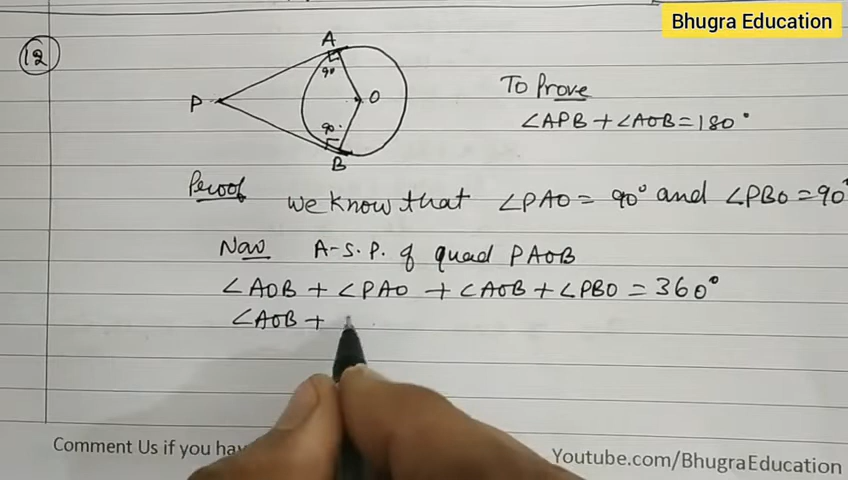 Bhugra Education
12
A
90
P
O
90°
B
To Prove
∠APB + ∠AOB = 180°
Proof we know that ∠PAO = 90° and ∠PBO = 90°
Now A-S.P. of quad PAOB
∠AOB + ∠PAO + ∠AOB + ∠PBO = 360°
∠AOB +
Comment Us if you hav
Youtube.com/BhugraEducation